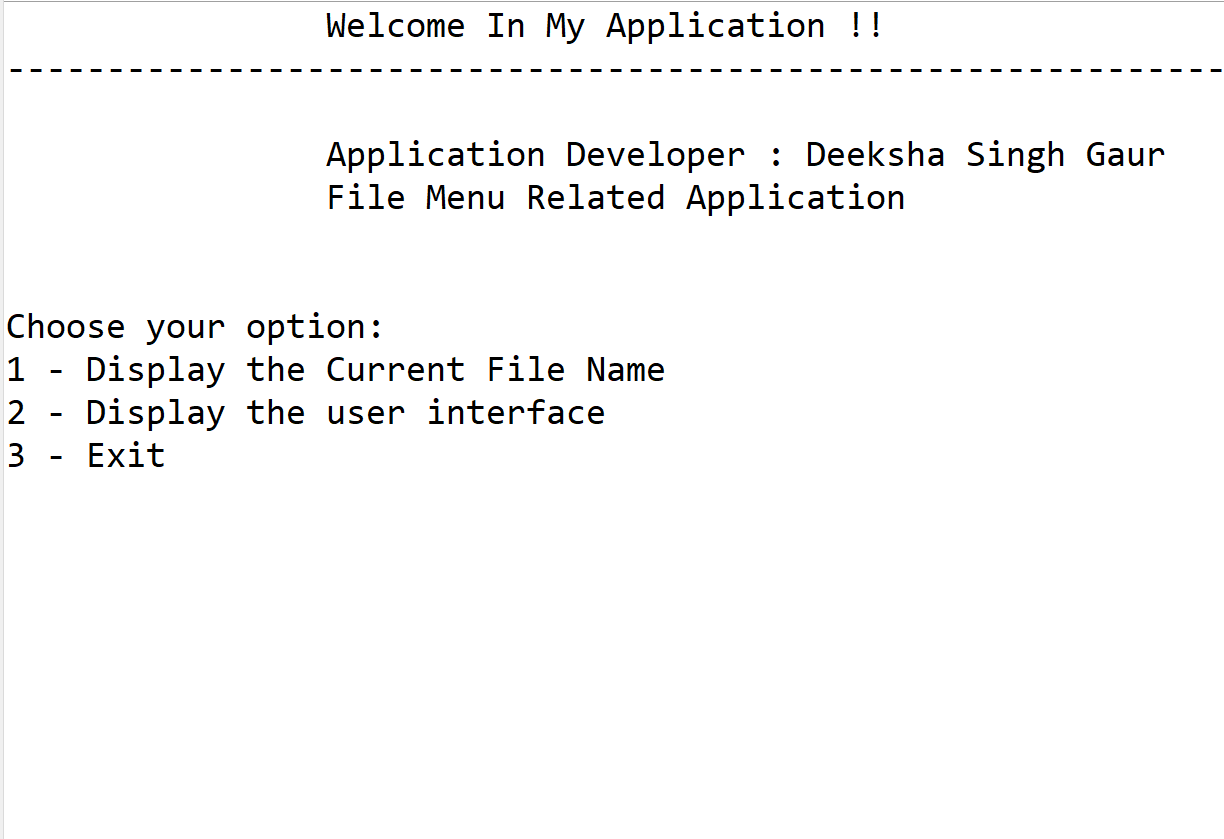 Welcome In My Application !!
-------------------------------------------------------------
Application Developer : Deeksha Singh Gaur
File Menu Related Application
Choose your option:
1 - Display the Current File Name
2 - Display the user interface
3 - Exit